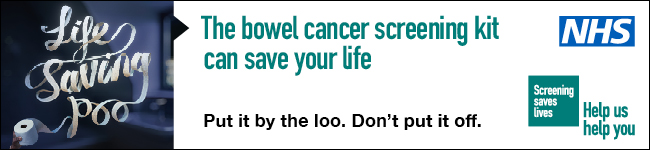 Life
Saving
Poo
The bowel cancer screening kit
can save your life
Put it by the loo. Don't put it off.
NHS
Screening
saves
lives
Help us
help you